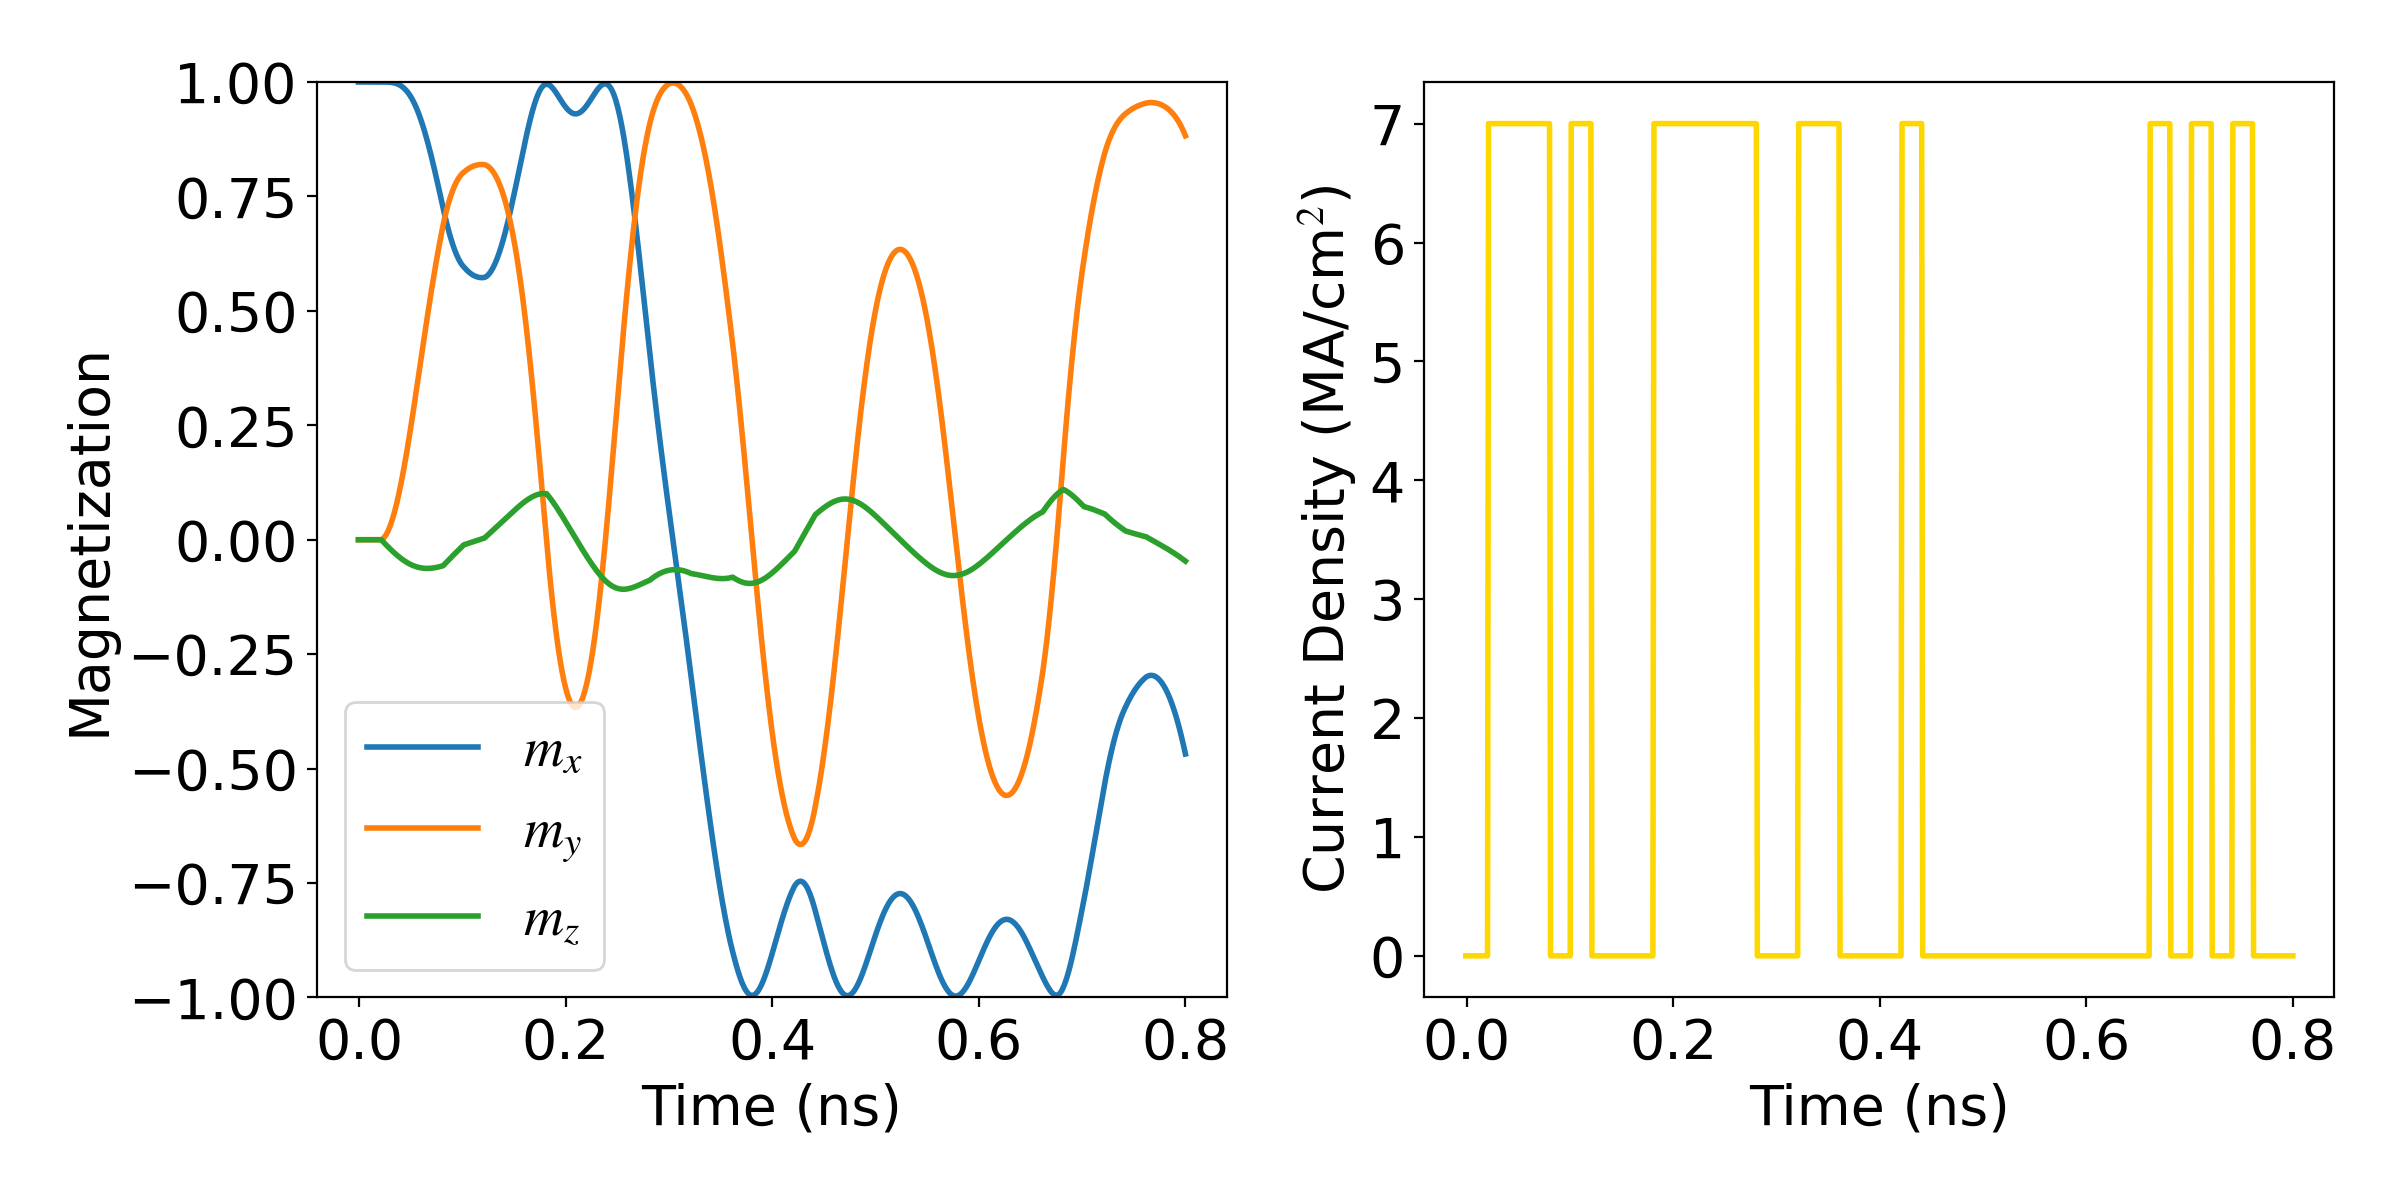 1.00
0.75
0.50
0.25
0.00
−0.25
−0.50
−0.75
−1.00
Magnetization
m_x
m_y
m_z
0.0 0.2 0.4 0.6 0.8
Time (ns)
7
6
5
4
3
2
1
0
Current Density (MA/cm²)
0.0 0.2 0.4 0.6 0.8
Time (ns)